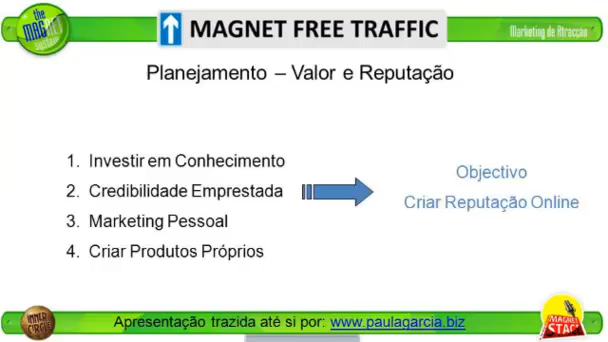 the
MAGNET
MAGNET FREE TRAFFIC
Marketing de Atracção
Planejamento – Valor e Reputação
1. Investir em Conhecimento
2. Credibilidade Emprestada
3. Marketing Pessoal
4. Criar Produtos Próprios
Objectivo
Criar Reputação Online
INNER
CIRCLE
Apresentação trazida até si por: www.paulagarcia.biz
MAGNET